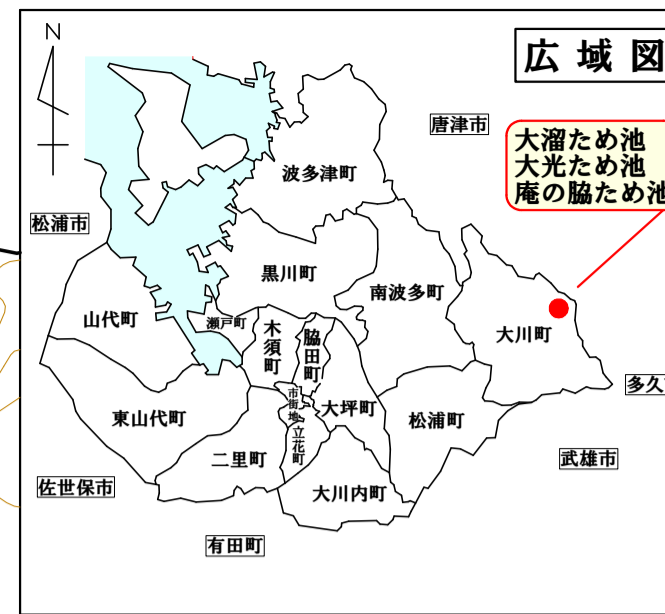 N
広域図
唐津市
大溜ため池
大光ため池
庵の脇ため池
波多津町
松浦市
黒川町
南波多町
山代町
瀬戸町
木須町
脇田町
大川町
多久
市街地
大坪町
東山代町
立花町
松浦町
二里町
武雄市
佐世保市
大川内町
有田町